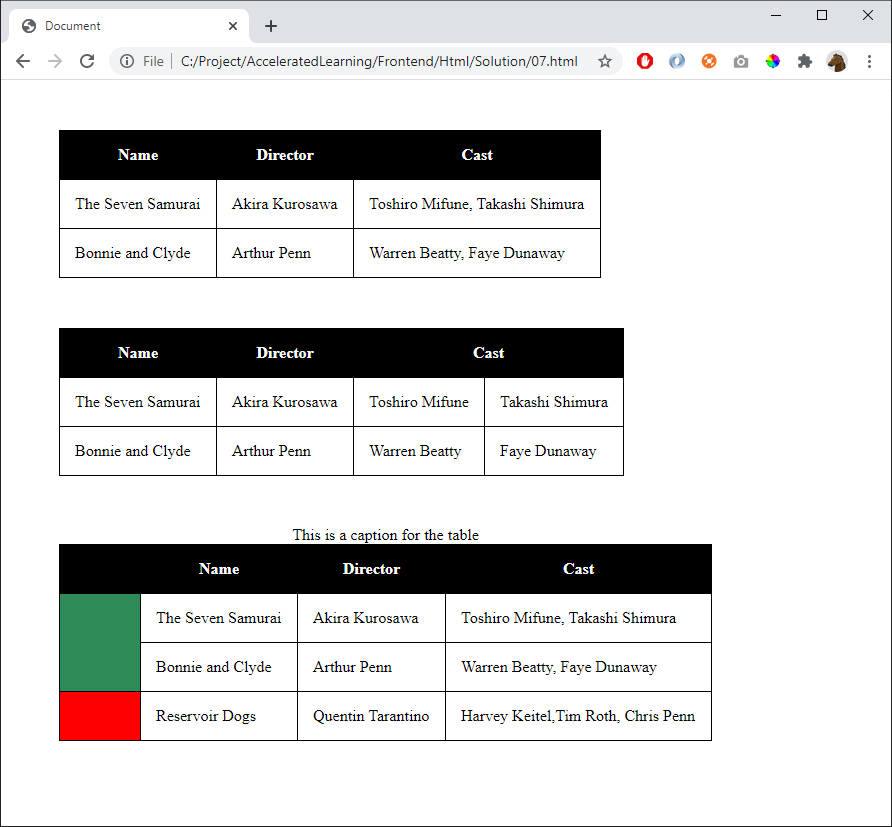 Document
File C:/Project/AcceleratedLearning/Frontend/Html/Solution/07.html
Name Director Cast
The Seven Samurai Akira Kurosawa Toshiro Mifune, Takashi Shimura
Bonnie and Clyde Arthur Penn Warren Beatty, Faye Dunaway
Name Director Cast
The Seven Samurai Akira Kurosawa Toshiro Mifune Takashi Shimura
Bonnie and Clyde Arthur Penn Warren Beatty Faye Dunaway
This is a caption for the table
Name Director Cast
The Seven Samurai Akira Kurosawa Toshiro Mifune, Takashi Shimura
Bonnie and Clyde Arthur Penn Warren Beatty, Faye Dunaway
Reservoir Dogs Quentin Tarantino Harvey Keitel,Tim Roth, Chris Penn